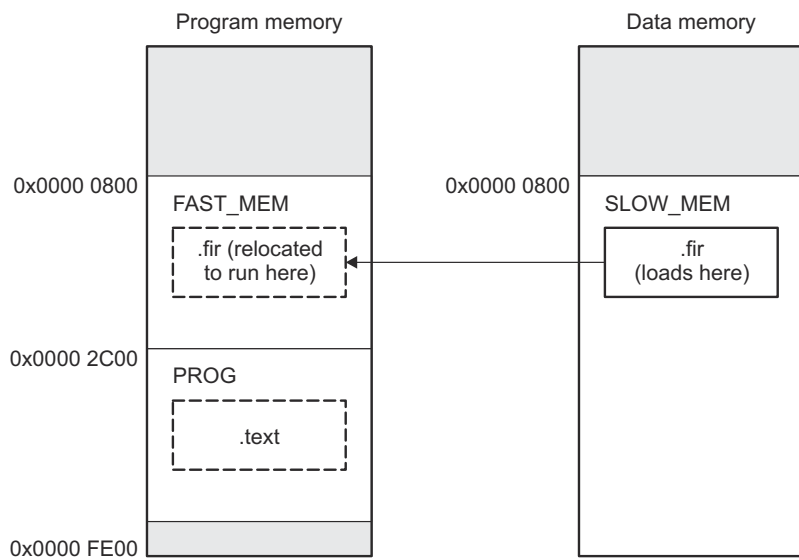 Program memory
Data memory
0x0000 0800
0x0000 0800
FAST_MEM
SLOW_MEM
.fir (relocated
to run here)
.fir
(loads here)
0x0000 2C00
PROG
.text
0x0000 FE00